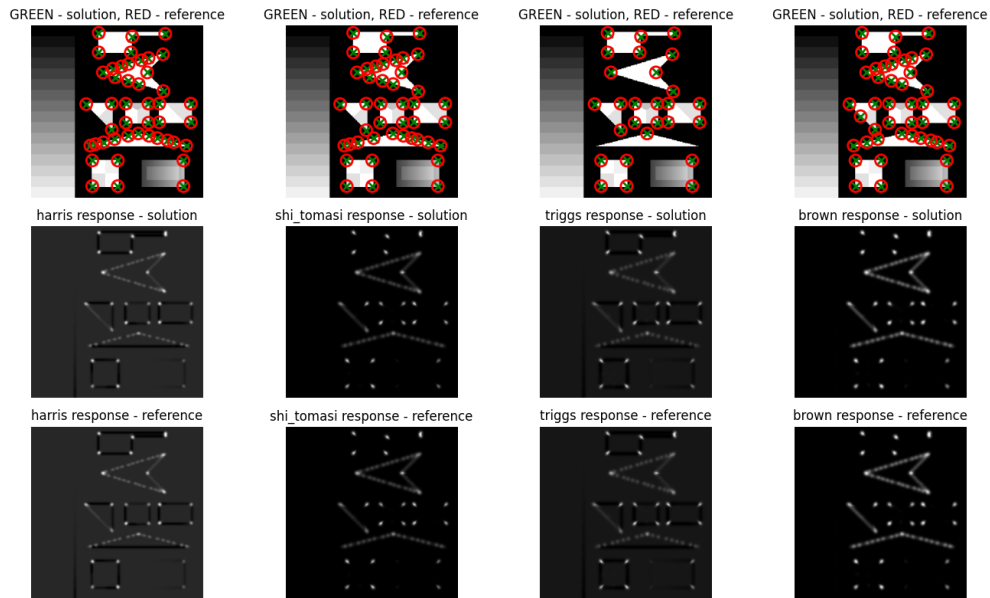 GREEN - solution, RED - reference
GREEN - solution, RED - reference
GREEN - solution, RED - reference
GREEN - solution, RED - reference
harris response - solution
shi_tomasi response - solution
triggs response - solution
brown response - solution
harris response - reference
shi_tomasi response - reference
triggs response - reference
brown response - reference